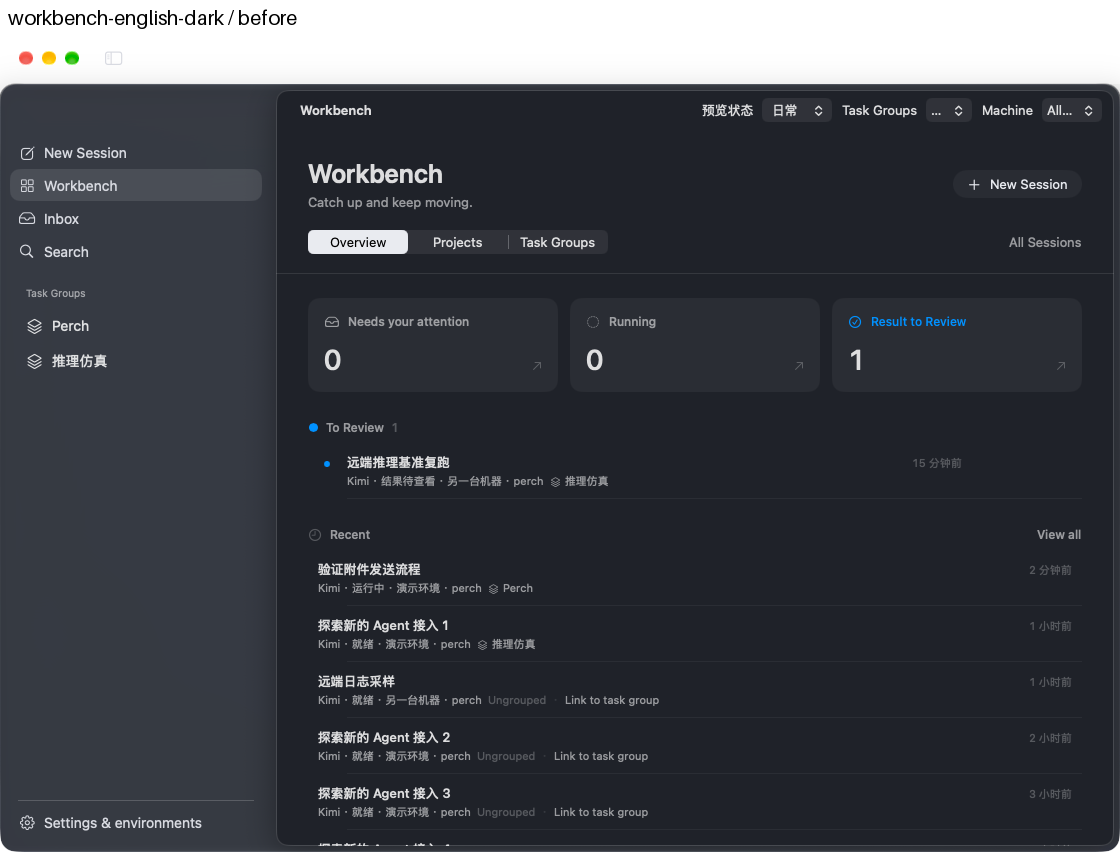 workbench-english-dark / before
Workbench
预览状态 日常 Task Groups ... Machine All...
New Session
Workbench
Inbox
Search
Task Groups
Perch
推理仿真
Settings & environments
Workbench
Catch up and keep moving.
New Session
Overview Projects Task Groups
All Sessions
Needs your attention
0
Running
0
Result to Review
1
To Review 1
远端推理基准复跑
15 分钟前
Kimi · 结果待查看 · 另一台机器 · perch 推理仿真
Recent
View all
验证附件发送流程
2 分钟前
Kimi · 运行中 · 演示环境 · perch Perch
探索新的 Agent 接入 1
1 小时前
Kimi · 就绪 · 演示环境 · perch 推理仿真
远端日志采样
1 小时前
Kimi · 就绪 · 另一台机器 · perch Ungrouped · Link to task group
探索新的 Agent 接入 2
2 小时前
Kimi · 就绪 · 演示环境 · perch Ungrouped · Link to task group
探索新的 Agent 接入 3
3 小时前
Kimi · 就绪 · 演示环境 · perch Ungrouped · Link to task group